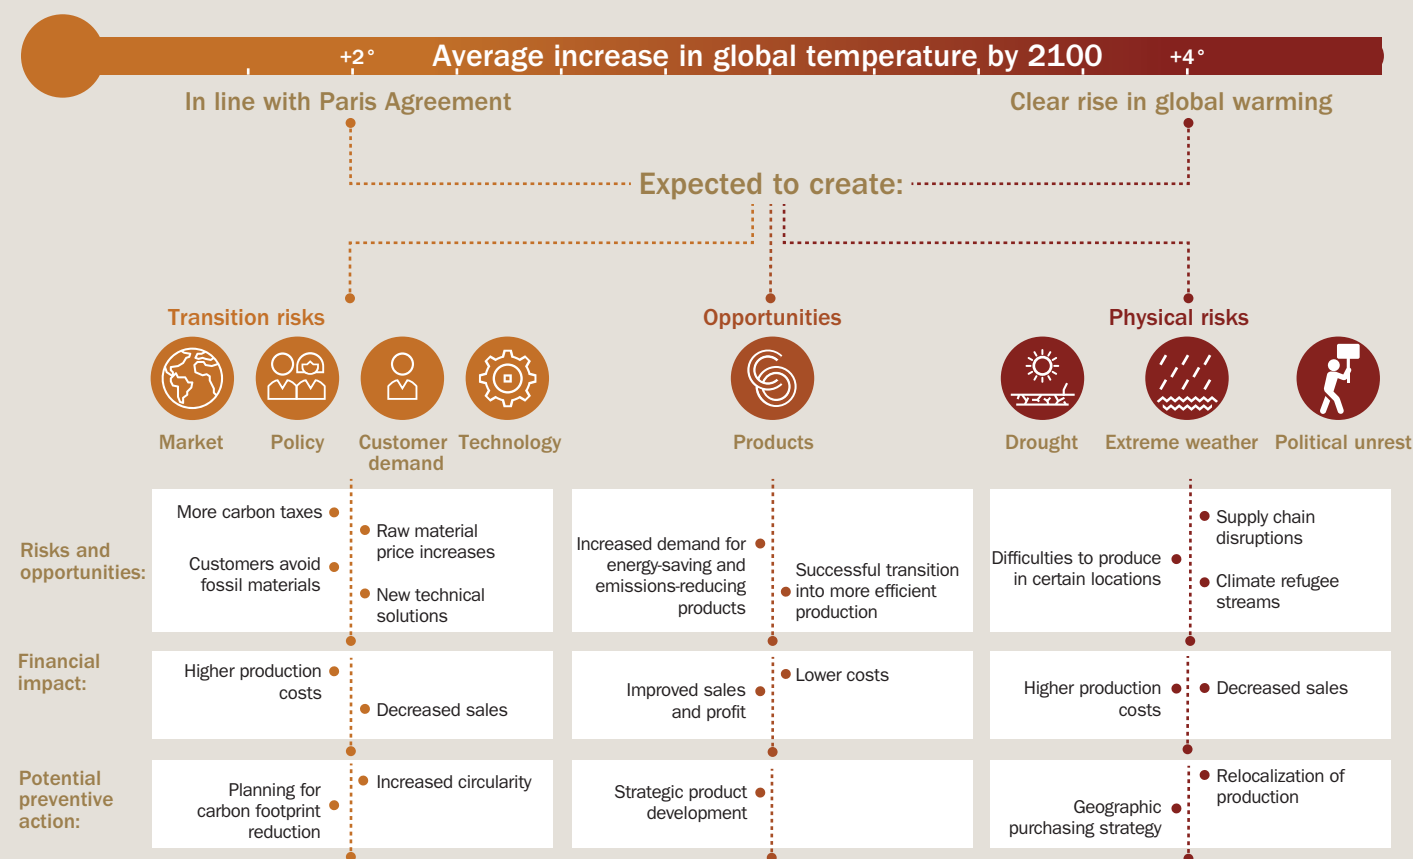 +2°
Average increase in global temperature by 2100
+4°
In line with Paris Agreement
Clear rise in global warming
Expected to create:
Transition risks
Opportunities
Physical risks
Market
Policy
Customer
demand
Technology
Products
Drought
Extreme weather
Political unrest
Risks and
opportunities:
More carbon taxes
Customers avoid
fossil materials
Raw material
price increases
New technical
solutions
Increased demand for
energy-saving and
emissions-reducing
products
Successful transition
into more efficient
production
Difficulties to produce
in certain locations
Supply chain
disruptions
Climate refugee
streams
Financial
impact:
Higher production
costs
Decreased sales
Improved sales
and profit
Lower costs
Higher production
costs
Decreased sales
Potential
preventive
action:
Planning for
carbon footprint
reduction
Increased circularity
Strategic product
development
Geographic
purchasing strategy
Relocalization of
production